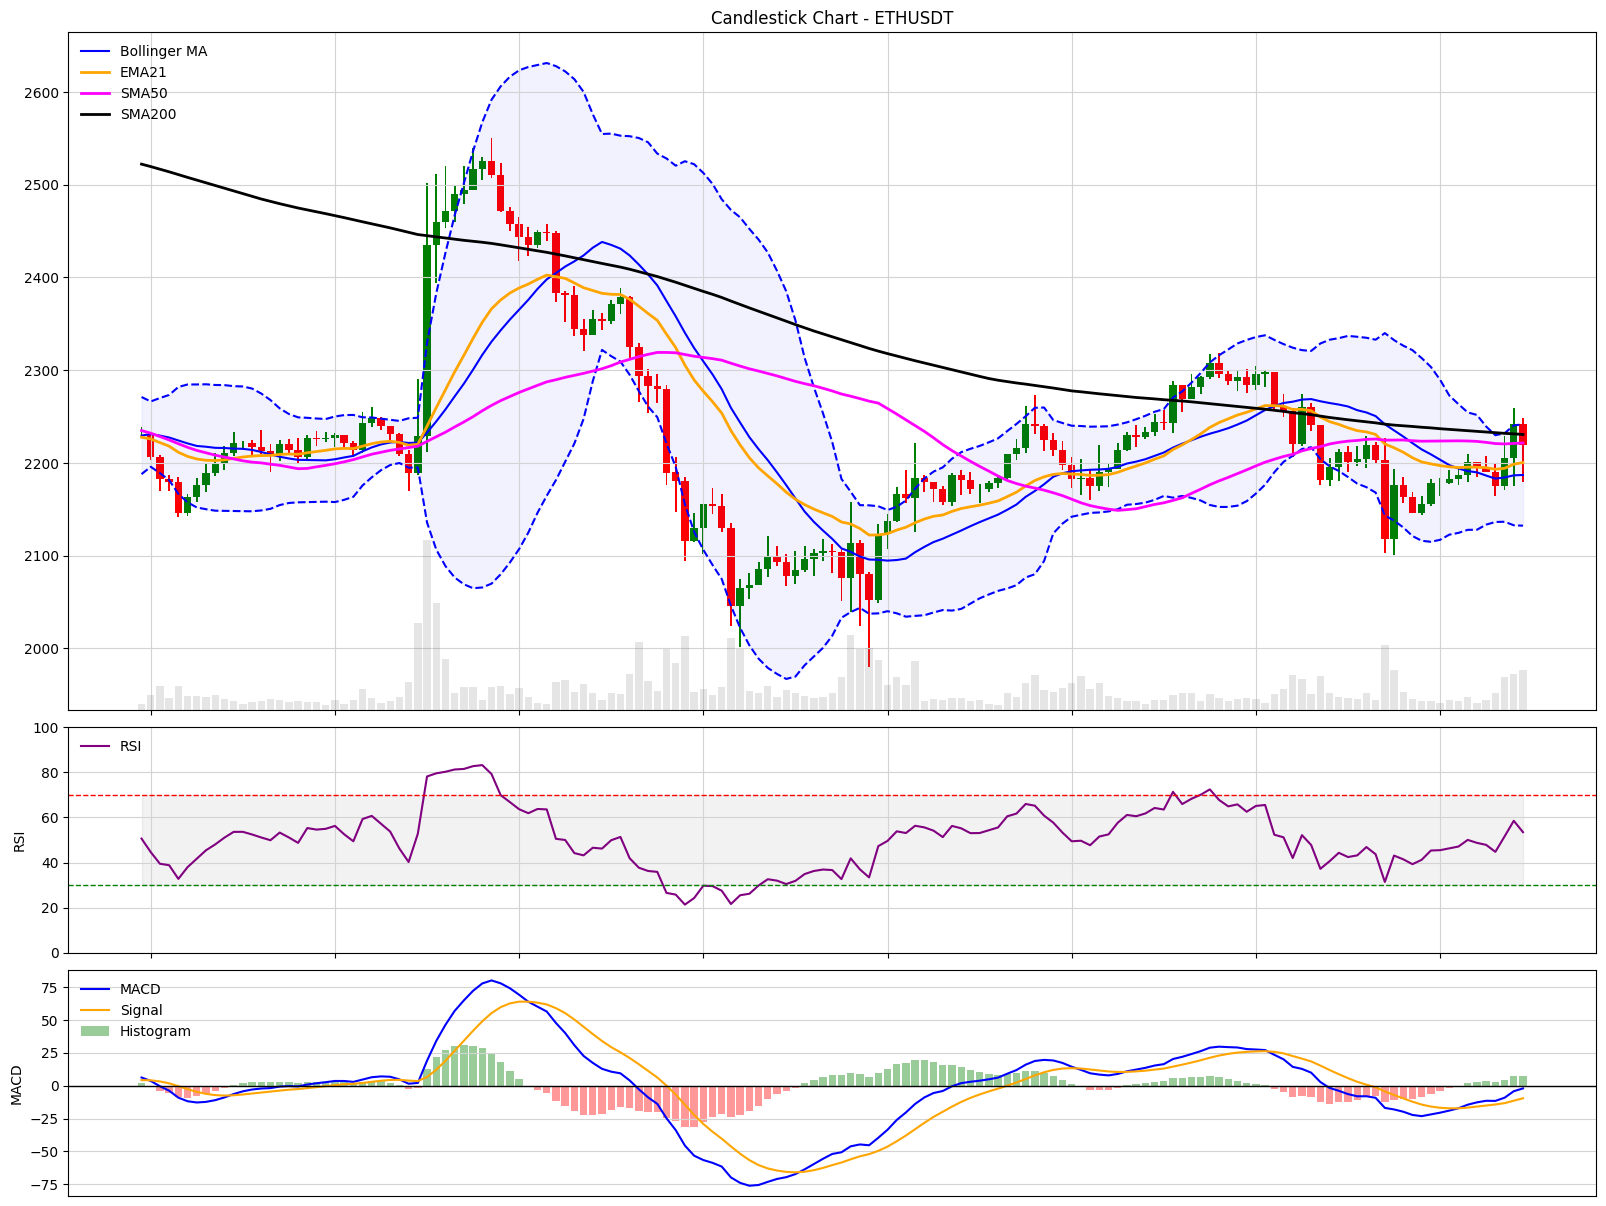 Candlestick Chart - ETHUSDT
Bollinger MA
EMA21
SMA50
SMA200
2600
2500
2400
2300
2200
2100
2000
RSI
100
80
60
40
20
0
RSI
MACD
Signal
Histogram
75
50
25
0
−25
−50
−75
MACD